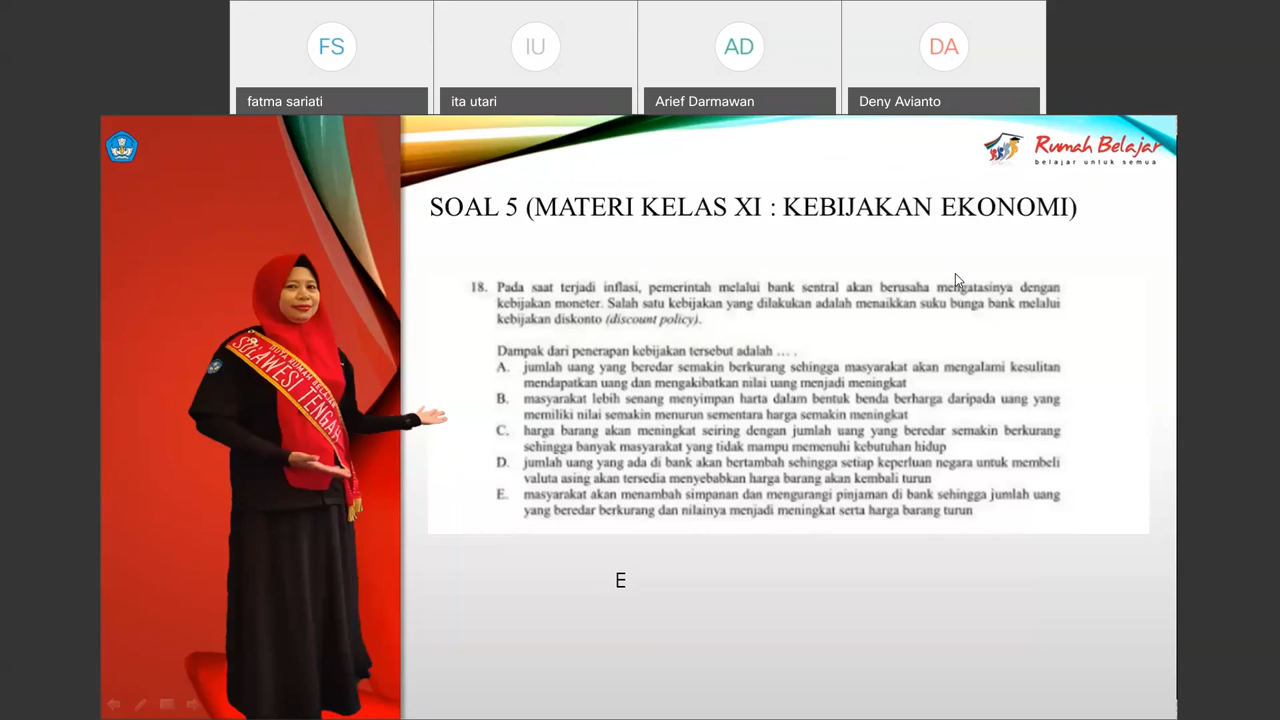 FS
IU
AD
DA
fatma sariati
ita utari
Arief Darmawan
Deny Avianto
Rumah Belajar
belajar untuk semua
SOAL 5 (MATERI KELAS XI : KEBIJAKAN EKONOMI)
18. Pada saat terjadi inflasi, pemerintah melalui bank sentral akan berusaha mengatasinya dengan
kebijakan moneter. Salah satu kebijakan yang dilakukan adalah menaikkan suku bunga bank melalui
kebijakan diskonto (discount policy).
Dampak dari penerapan kebijakan tersebut adalah ... .
A. jumlah uang yang beredar semakin berkurang sehingga masyarakat akan mengalami kesulitan
mendapatkan uang dan mengakibatkan nilai uang menjadi meningkat
B. masyarakat lebih senang menyimpan harta dalam bentuk benda berharga daripada uang yang
memiliki nilai semakin menurun sementara harga semakin meningkat
C. harga barang akan meningkat seiring dengan jumlah uang yang beredar semakin berkurang
sehingga banyak masyarakat yang tidak mampu memenuhi kebutuhan hidup
D. jumlah uang yang ada di bank akan bertambah sehingga setiap keperluan negara untuk membeli
valuta asing akan tersedia menyebabkan harga barang akan kembali turun
E. masyarakat akan menambah simpanan dan mengurangi pinjaman di bank sehingga jumlah uang
yang beredar berkurang dan nilainya menjadi meningkat serta harga barang turun
E
DUTA RUMAH BELAJAR
SULAWESI TENGAH